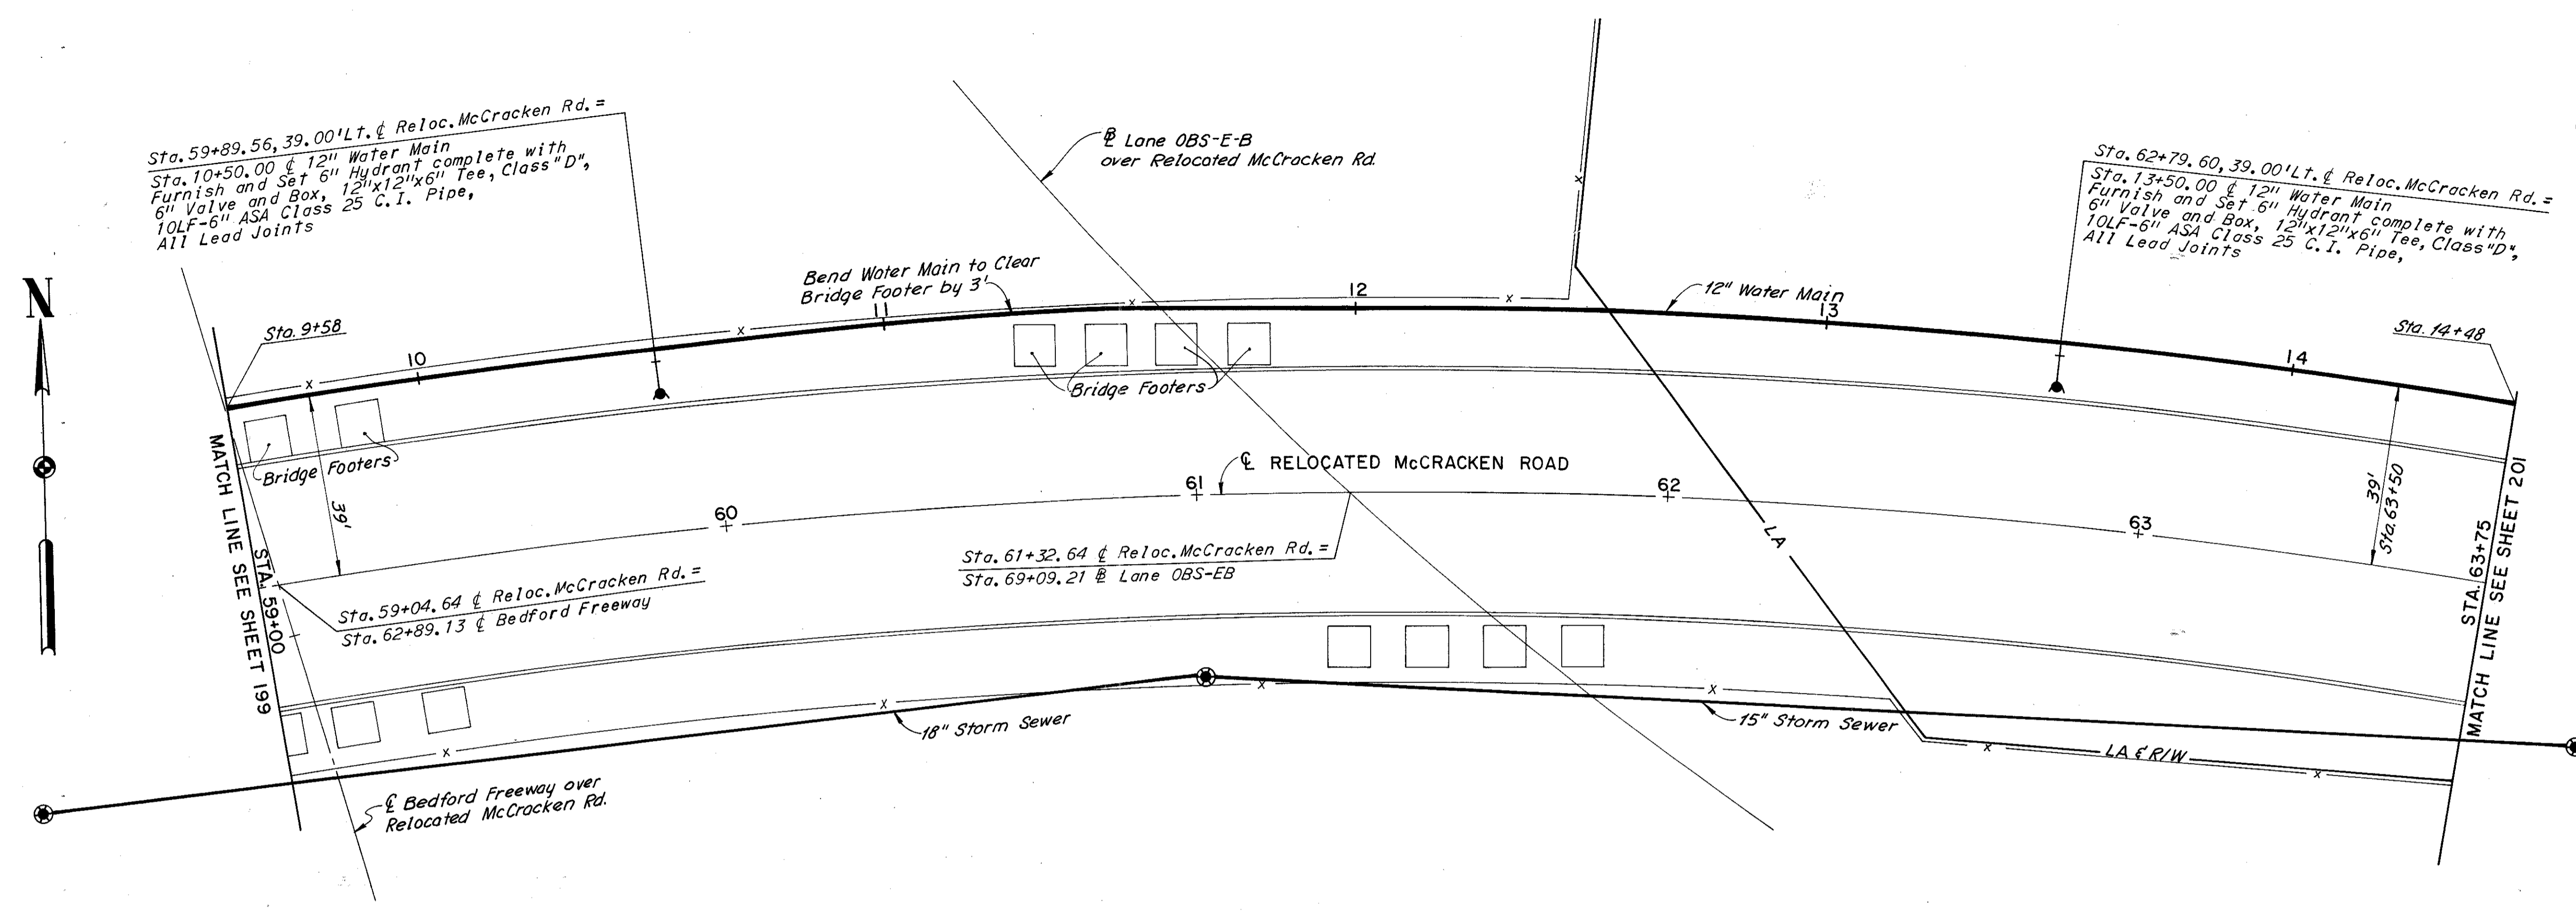 Sta. 59+89.56, 39.00'Lt. ℄ Reloc. McCracken Rd. =
Sta. 10+50.00 ℄ 12" Water Main
Furnish and Set 6" Hydrant complete with
6" Valve and Box, 12"x12"x6" Tee, Class "D",
10LF-6" ASA Class 25 C.I. Pipe,
All Lead Joints
℄ Lane OBS-E-B
over Relocated McCracken Rd.
Sta. 62+79.60, 39.00'Lt. ℄ Reloc. McCracken Rd. =
Sta. 13+50.00 ℄ 12" Water Main
Furnish and Set 6" Hydrant complete with
6" Valve and Box, 12"x12"x6" Tee, Class "D",
10LF-6" ASA Class 25 C.I. Pipe,
All Lead Joints
N
Sta. 9+58
Bend Water Main to Clear
Bridge Footer by 3'
10
11
12
12" Water Main
13
14
Sta. 14+48
Bridge Footers
Bridge Footers
39'
60
61
℄ RELOCATED McCRACKEN ROAD
62
63
LA
39'
Sta. 63+50
MATCH LINE SEE SHEET 199
STA. 59+00
Sta. 59+04.64 ℄ Reloc. McCracken Rd. =
Sta. 62+89.13 ℄ Bedford Freeway
Sta. 61+32.64 ℄ Reloc. McCracken Rd. =
Sta. 69+09.21 ℄ Lane OBS-EB
STA. 63+75
MATCH LINE SEE SHEET 201
18" Storm Sewer
15" Storm Sewer
LA & R/W
℄ Bedford Freeway over
Relocated McCracken Rd.